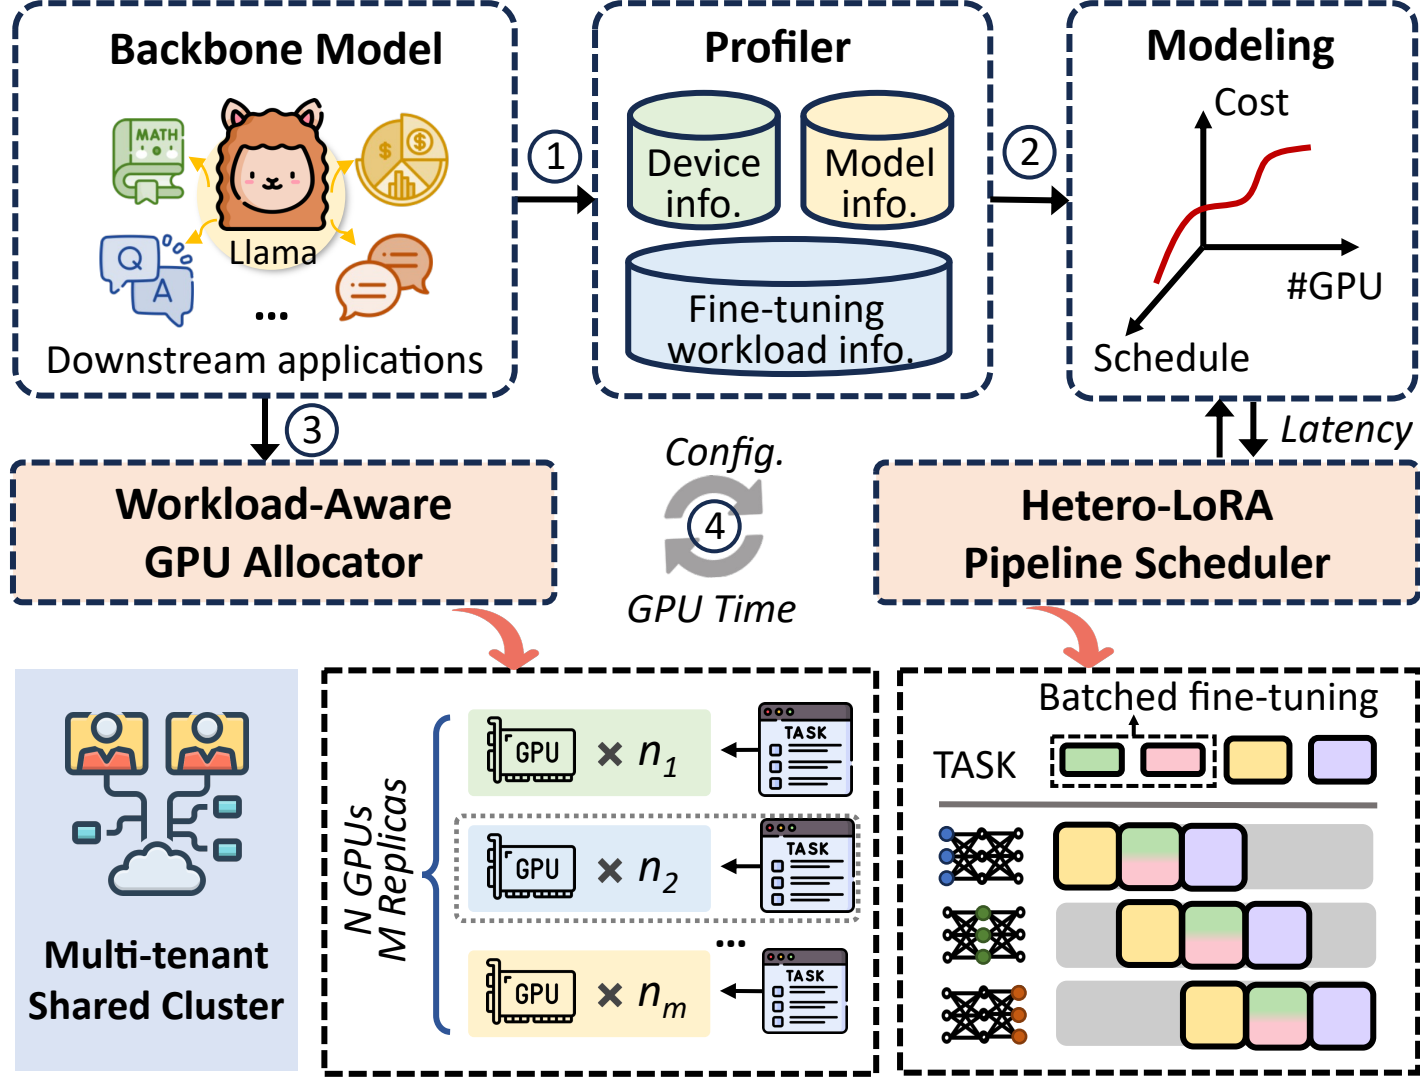 Backbone Model
MATH
$
$
Q
A
Llama
...
Downstream applications
1
Profiler
Device
info.
Model
info.
Fine-tuning
workload info.
2
Modeling
Cost
#GPU
Schedule
3
Config.
4
GPU Time
Latency
Workload-Aware
GPU Allocator
Hetero-LoRA
Pipeline Scheduler
Multi-tenant
Shared Cluster
N GPUs
M Replicas
GPU × n1
TASK
GPU × n2
TASK
...
GPU × nm
TASK
Batched fine-tuning
TASK